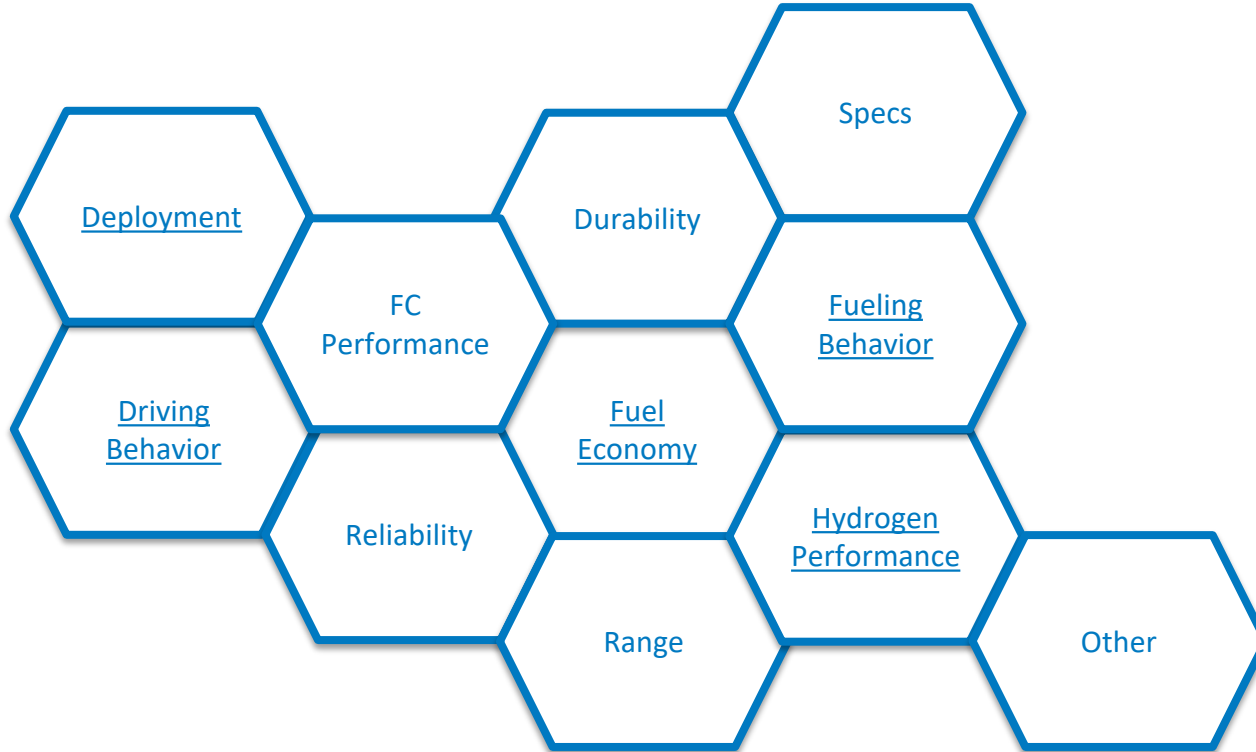 Specs
Deployment
Durability
FC
Performance
Fueling
Behavior
Driving
Behavior
Fuel
Economy
Reliability
Hydrogen
Performance
Range
Other